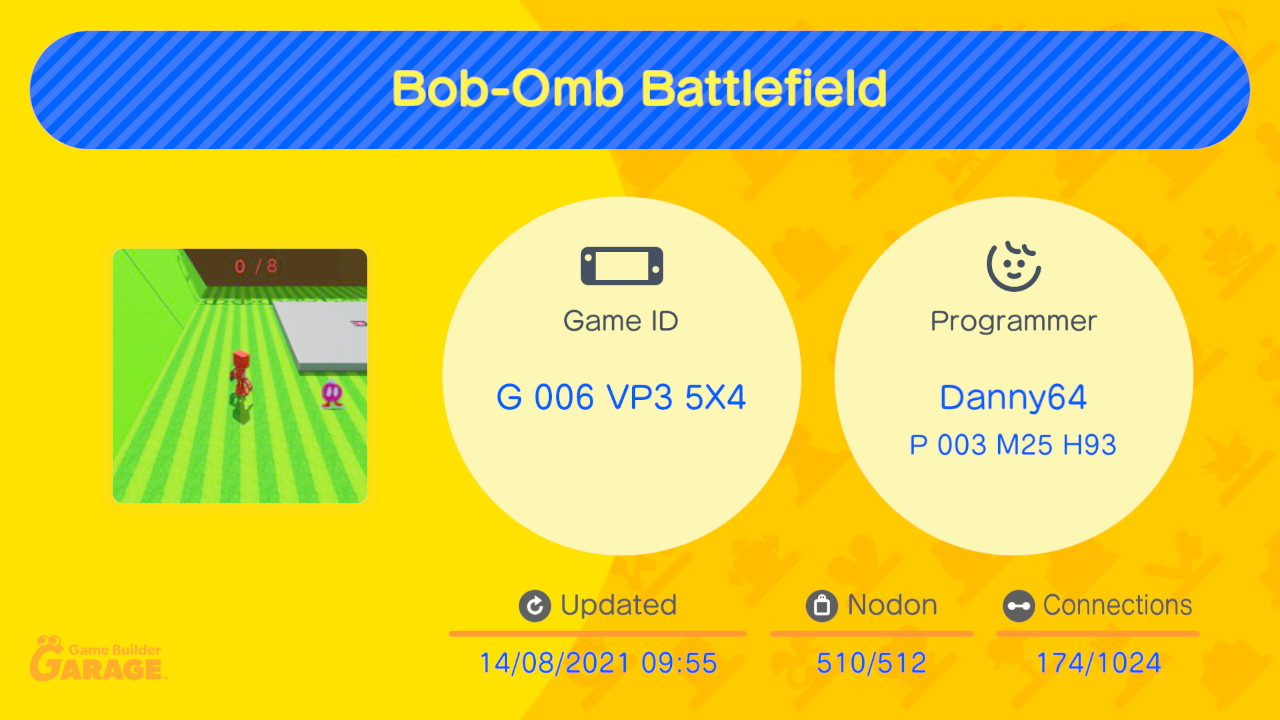 Bob-Omb Battlefield
0 / 8
Game ID
G 006 VP3 5X4
Programmer
Danny64
P 003 M25 H93
Updated
14/08/2021 09:55
Nodon
510/512
Connections
174/1024
Game Builder
GARAGE